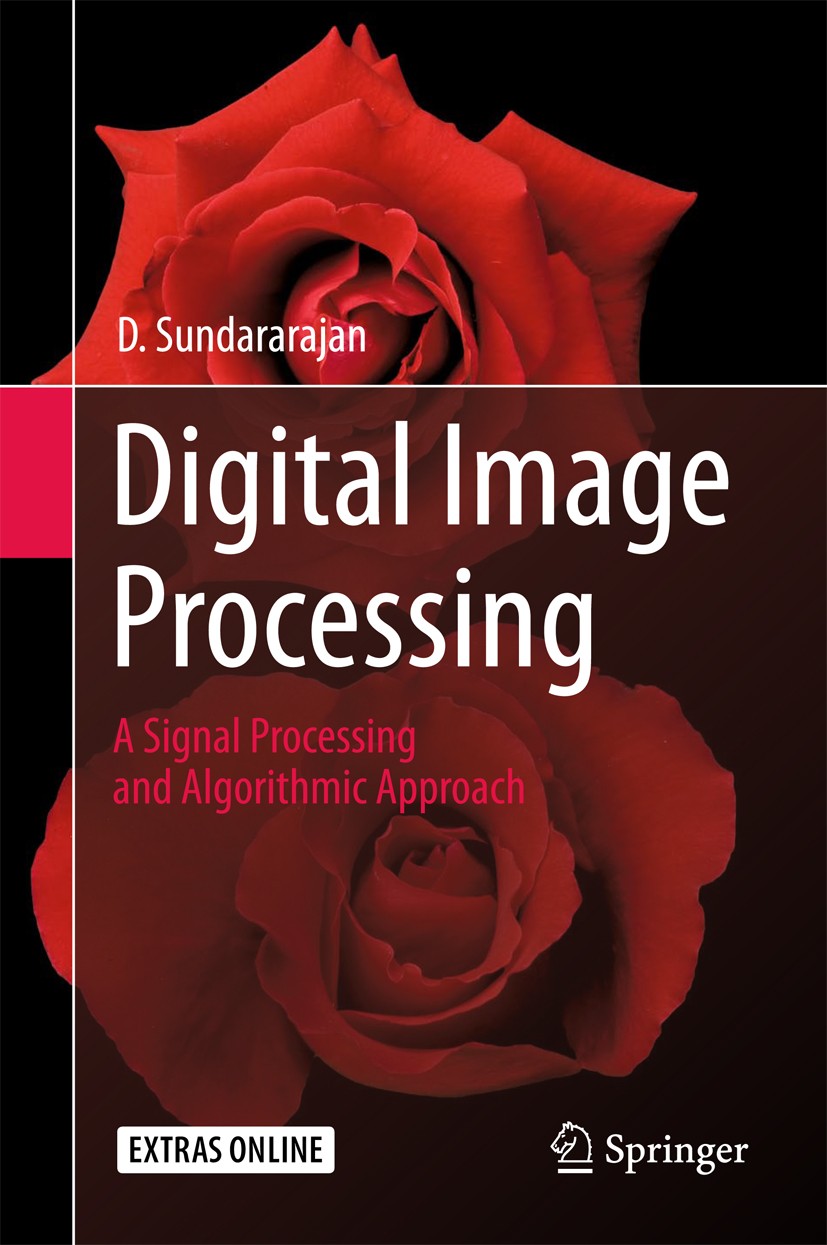 D. Sundararajan
Digital Image
Processing
A Signal Processing
and Algorithmic Approach
EXTRAS ONLINE
Springer